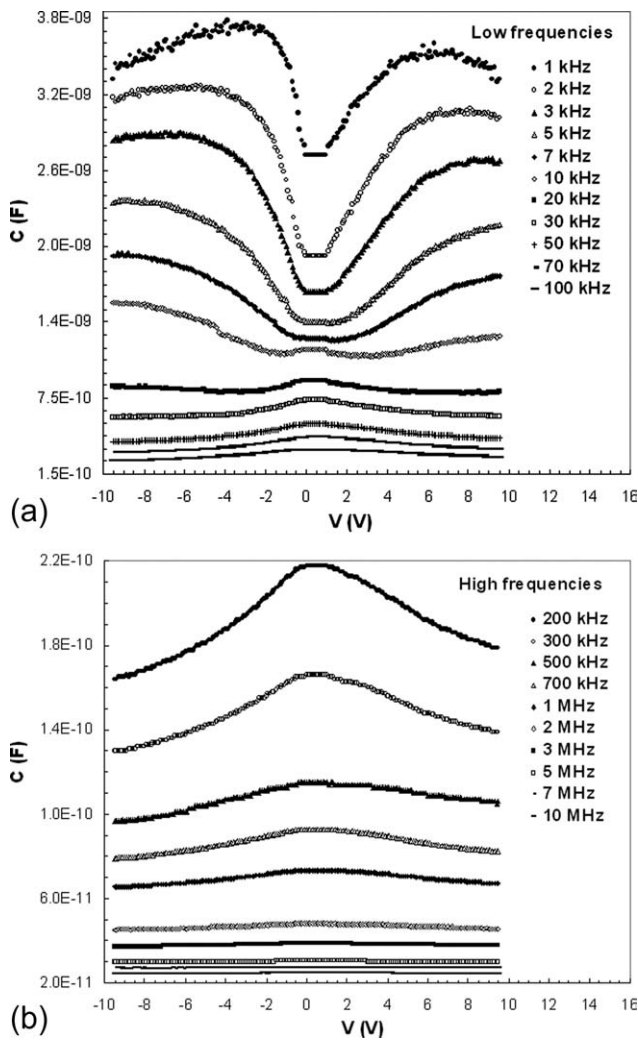 3.8E-09
3.2E-09
2.6E-09
2.0E-09
1.4E-09
7.5E-10
1.5E-10
C (F)
Low frequencies
1 kHz
2 kHz
3 kHz
5 kHz
7 kHz
10 kHz
20 kHz
30 kHz
50 kHz
70 kHz
100 kHz
-10 -8 -6 -4 -2 0 2 4 6 8 10 12 14 16
V (V)
(a)
2.2E-10
1.8E-10
1.4E-10
1.0E-10
6.0E-11
2.0E-11
C (F)
High frequencies
200 kHz
300 kHz
500 kHz
700 kHz
1 MHz
2 MHz
3 MHz
5 MHz
7 MHz
10 MHz
-10 -8 -6 -4 -2 0 2 4 6 8 10 12 14 16
V (V)
(b)